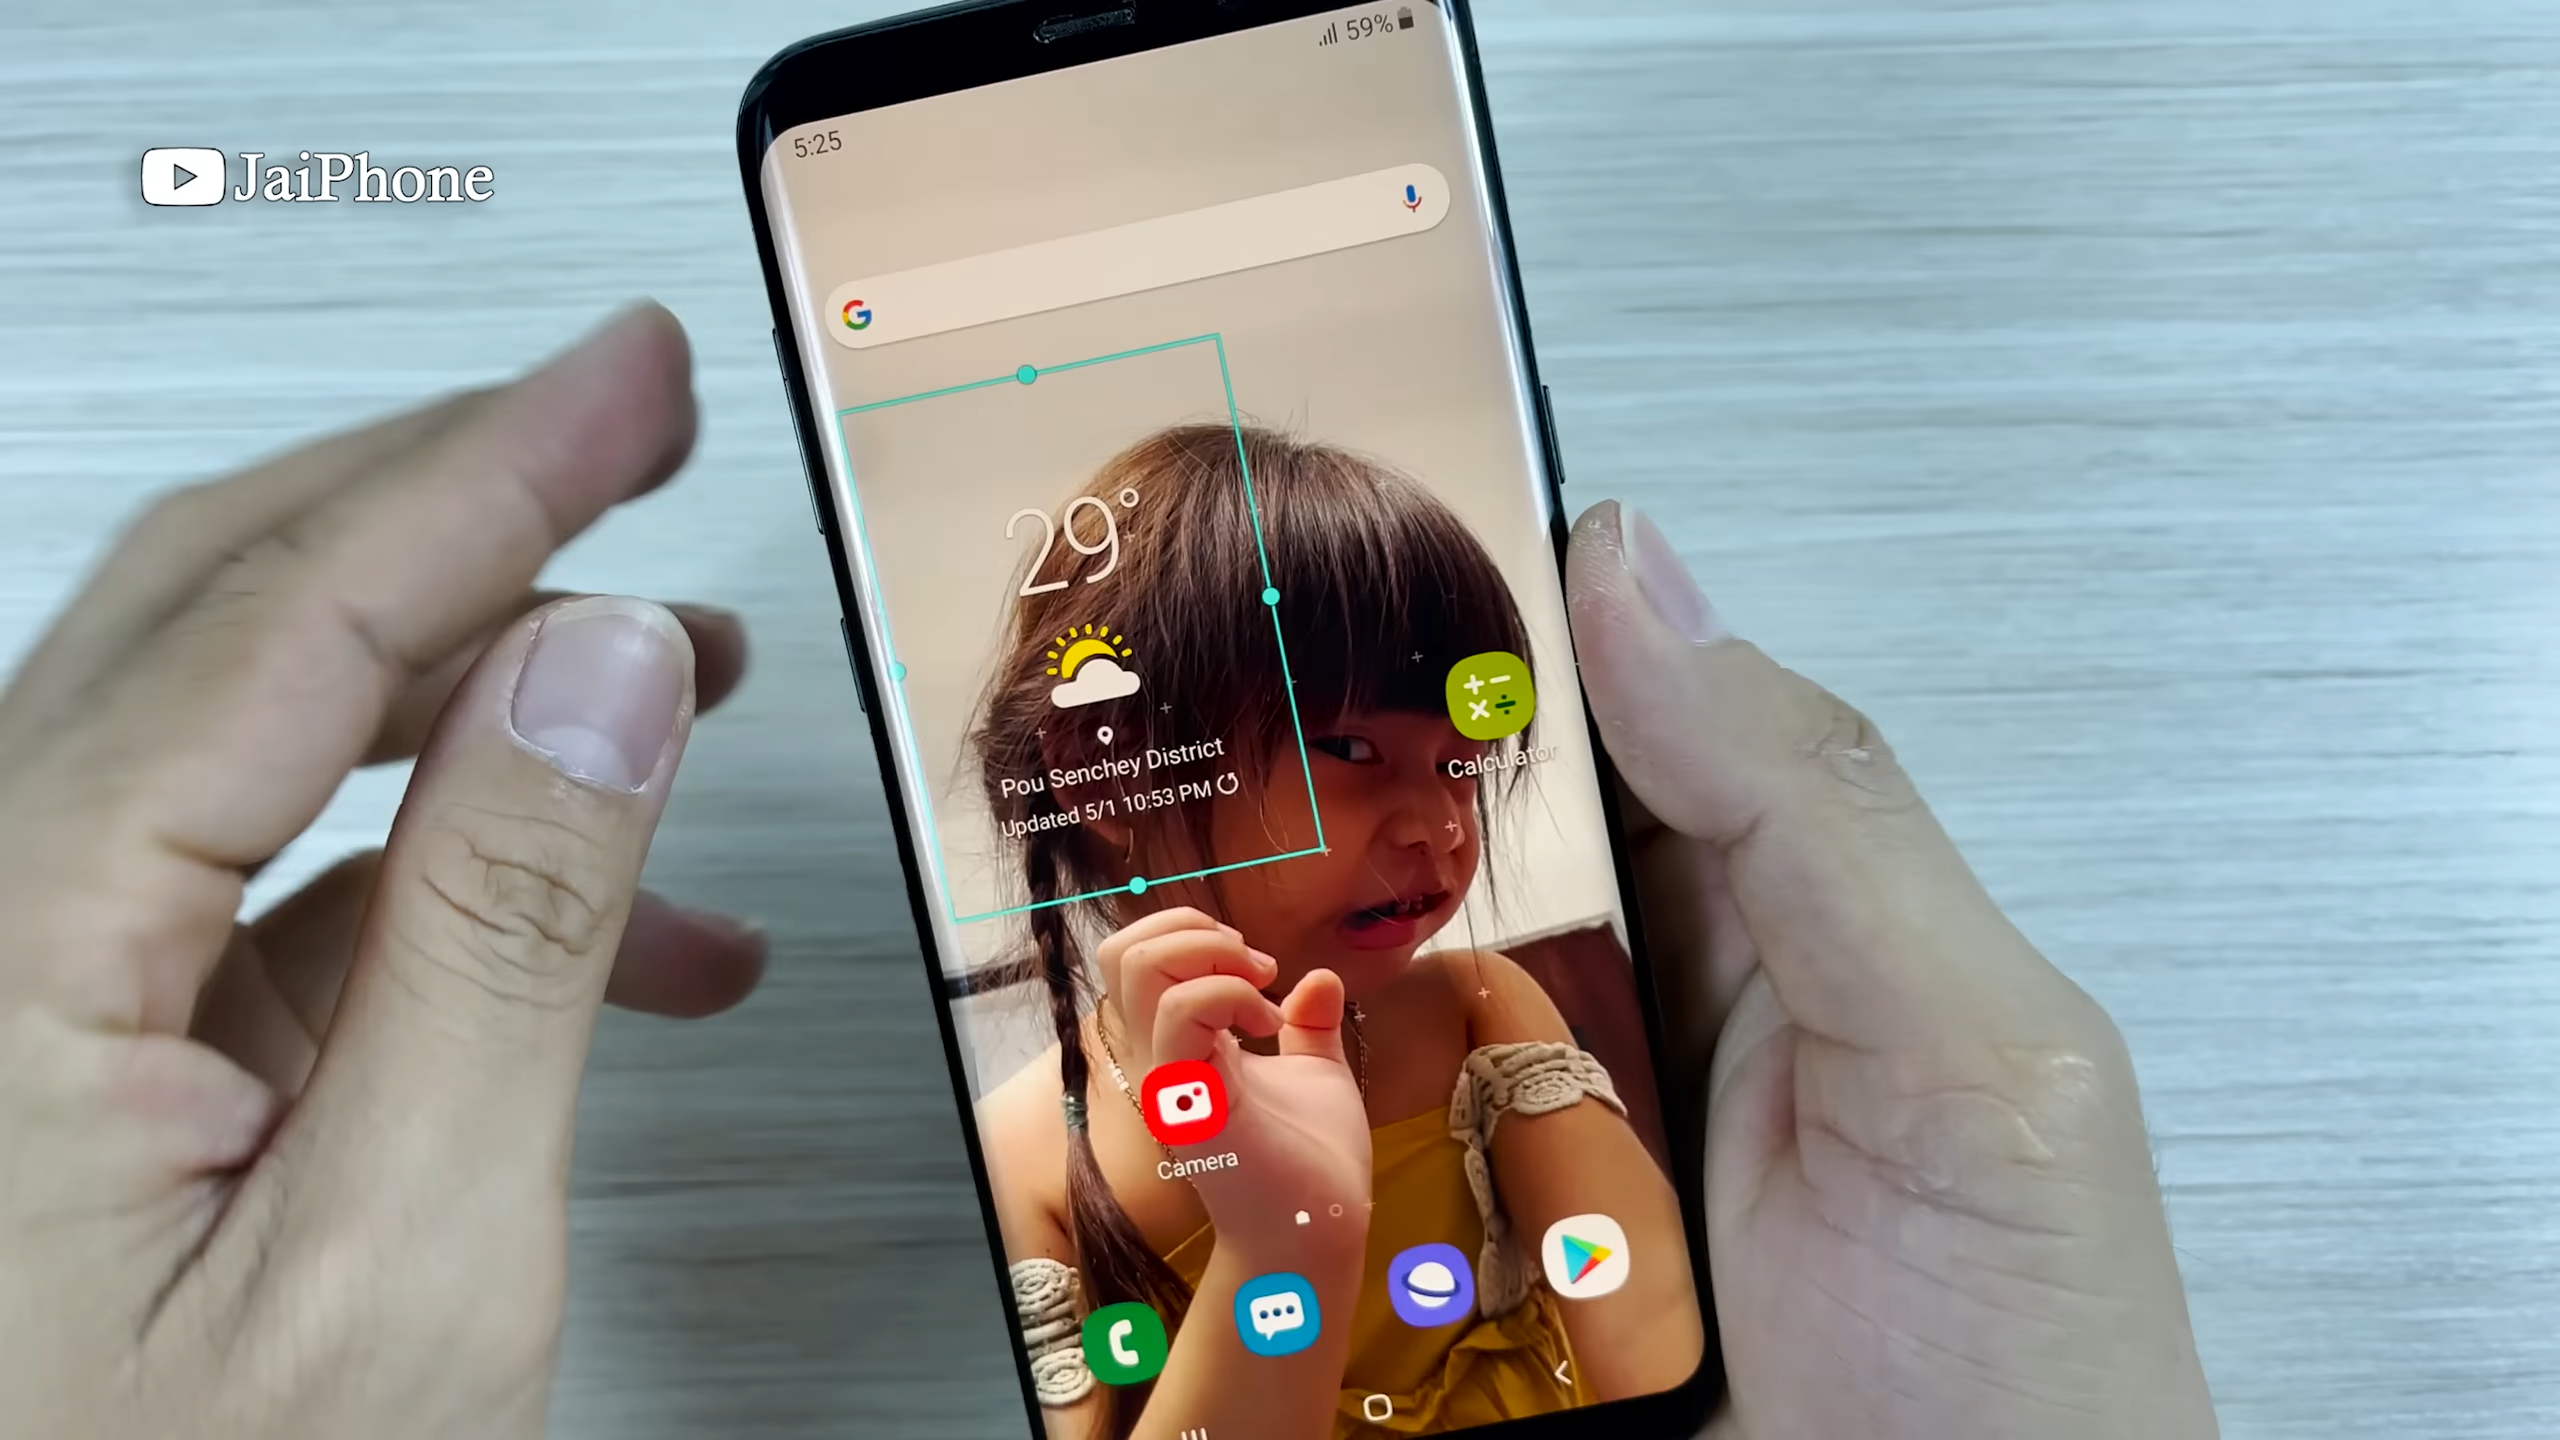 JaiPhone
59%
5:25
29°
Pou Senchey District
Updated 5/1 10:53 PM
Calculator
Camera